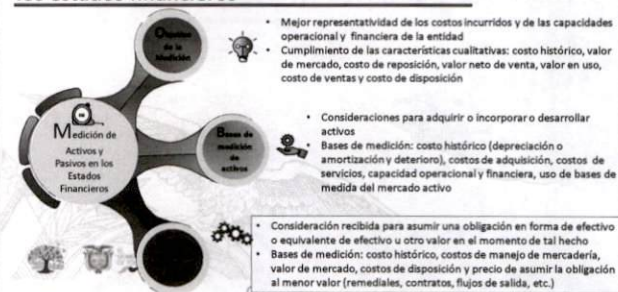 los estados financieros
Objetivo
de la
Medición
• Mejor representatividad de los costos incurridos y de las capacidades
operacional y financiera de la entidad
• Cumplimiento de las características cualitativas: costo histórico, valor
de mercado, costo de reposición, valor neto de venta, valor en uso,
costo de ventas y costo de disposición
Medición de
Activos y
Pasivos en los
Estados
Financieros
Bases de
medición
de
activos
• Consideraciones para adquirir o incorporar o desarrollar
activos
• Bases de medición: costo histórico (depreciación o
amortización y deterioro), costos de adquisición, costos de
servicios, capacidad operacional y financiera, uso de bases de
medida del mercado activo
• Consideración recibida para asumir una obligación en forma de efectivo
o equivalente de efectivo u otro valor en el momento de tal hecho
• Bases de medición: costo histórico, costos de manejo de mercadería,
valor de mercado, costos de disposición y precio de asumir la obligación
al menor valor (remediales, contratos, flujos de salida, etc.)